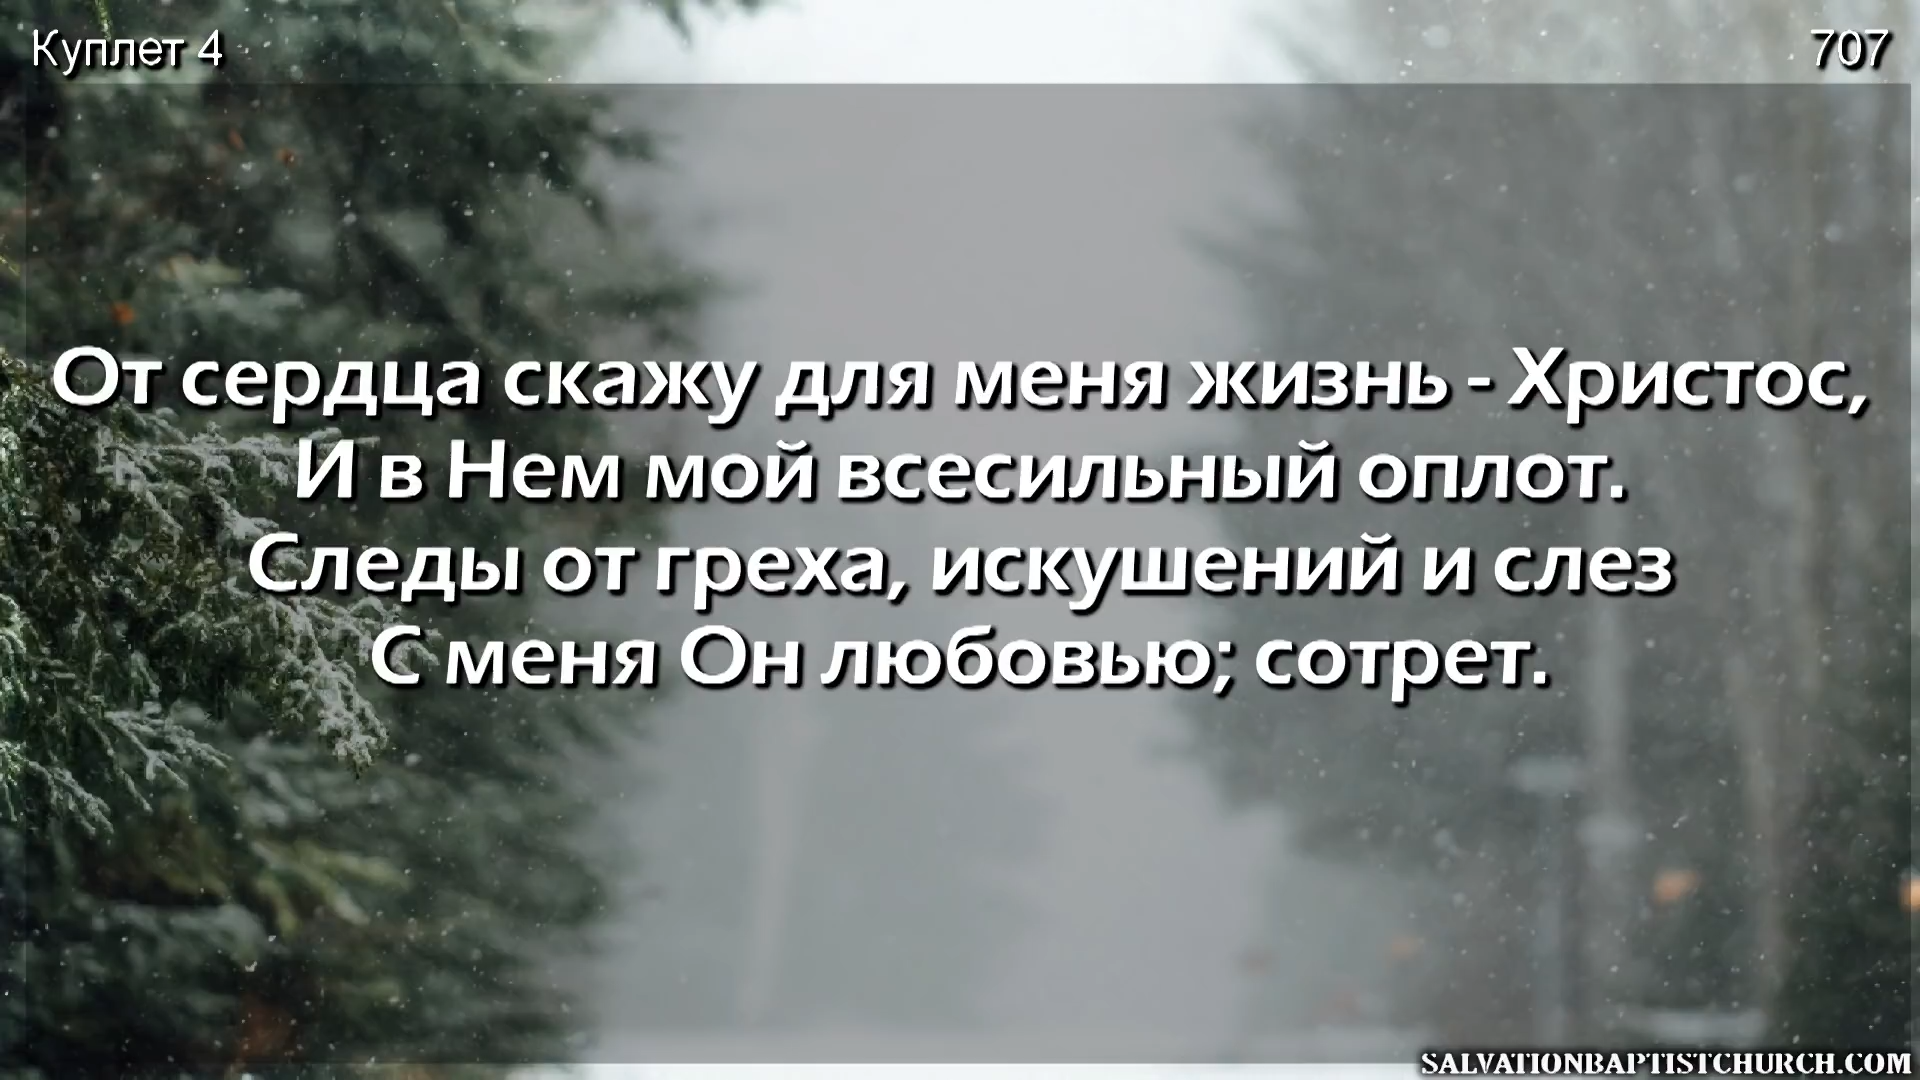 Куплет 4
707
От сердца скажу для меня жизнь - Христос,
И в Нем мой всесильный оплот.
Следы от греха, искушений и слез
С меня Он любовью; сотрет.
SALVATIONBAPTISTCHURCH.COM